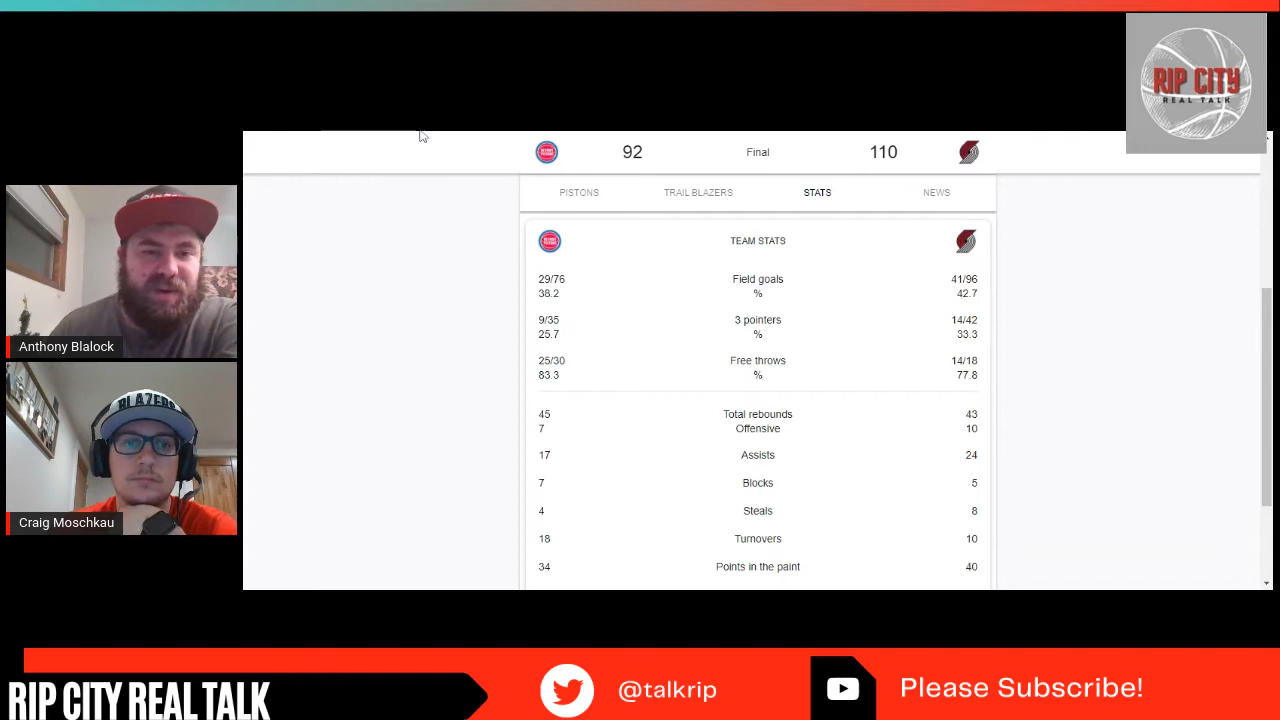 RIP CITY
REAL TALK
92 Final 110
PISTONS TRAIL BLAZERS STATS NEWS
TEAM STATS
29/76 Field goals 41/96
38.2 % 42.7
9/35 3 pointers 14/42
25.7 % 33.3
25/30 Free throws 14/18
83.3 % 77.8
45 Total rebounds 43
7 Offensive 10
17 Assists 24
7 Blocks 5
4 Steals 8
18 Turnovers 10
34 Points in the paint 40
Anthony Blalock
BLAZERS
Craig Moschkau
RIP CITY REAL TALK
@talkrip
Please Subscribe!